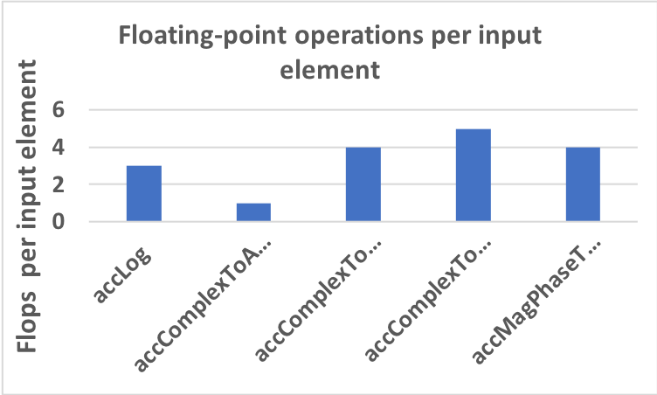 Floating-point operations per input
element
Flops per input element
6
4
2
0
accLog
accComplexToA...
accComplexTo...
accComplexTo...
accMagPhaseT...